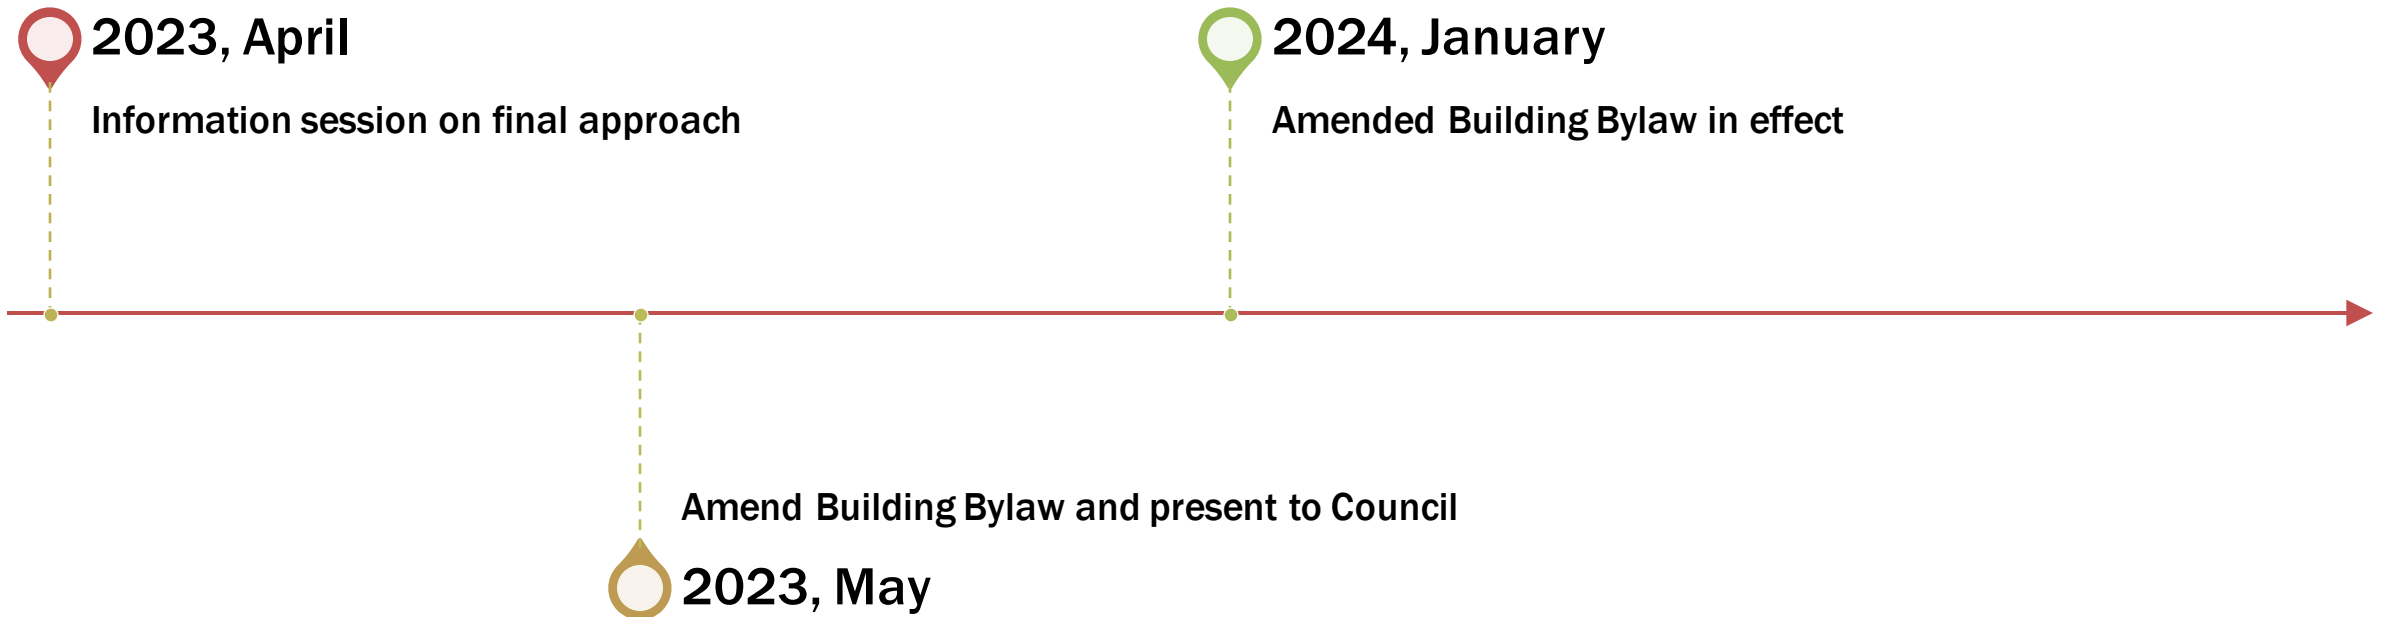 2023, April
Information session on final approach
2024, January
Amended Building Bylaw in effect
Amend Building Bylaw and present to Council
2023, May